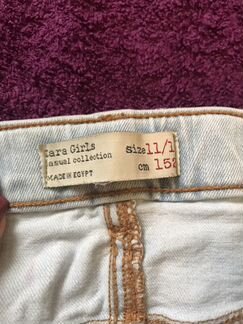 Zara Girls
casual collection
MADE IN EGYPT
size 11/1
cm 152